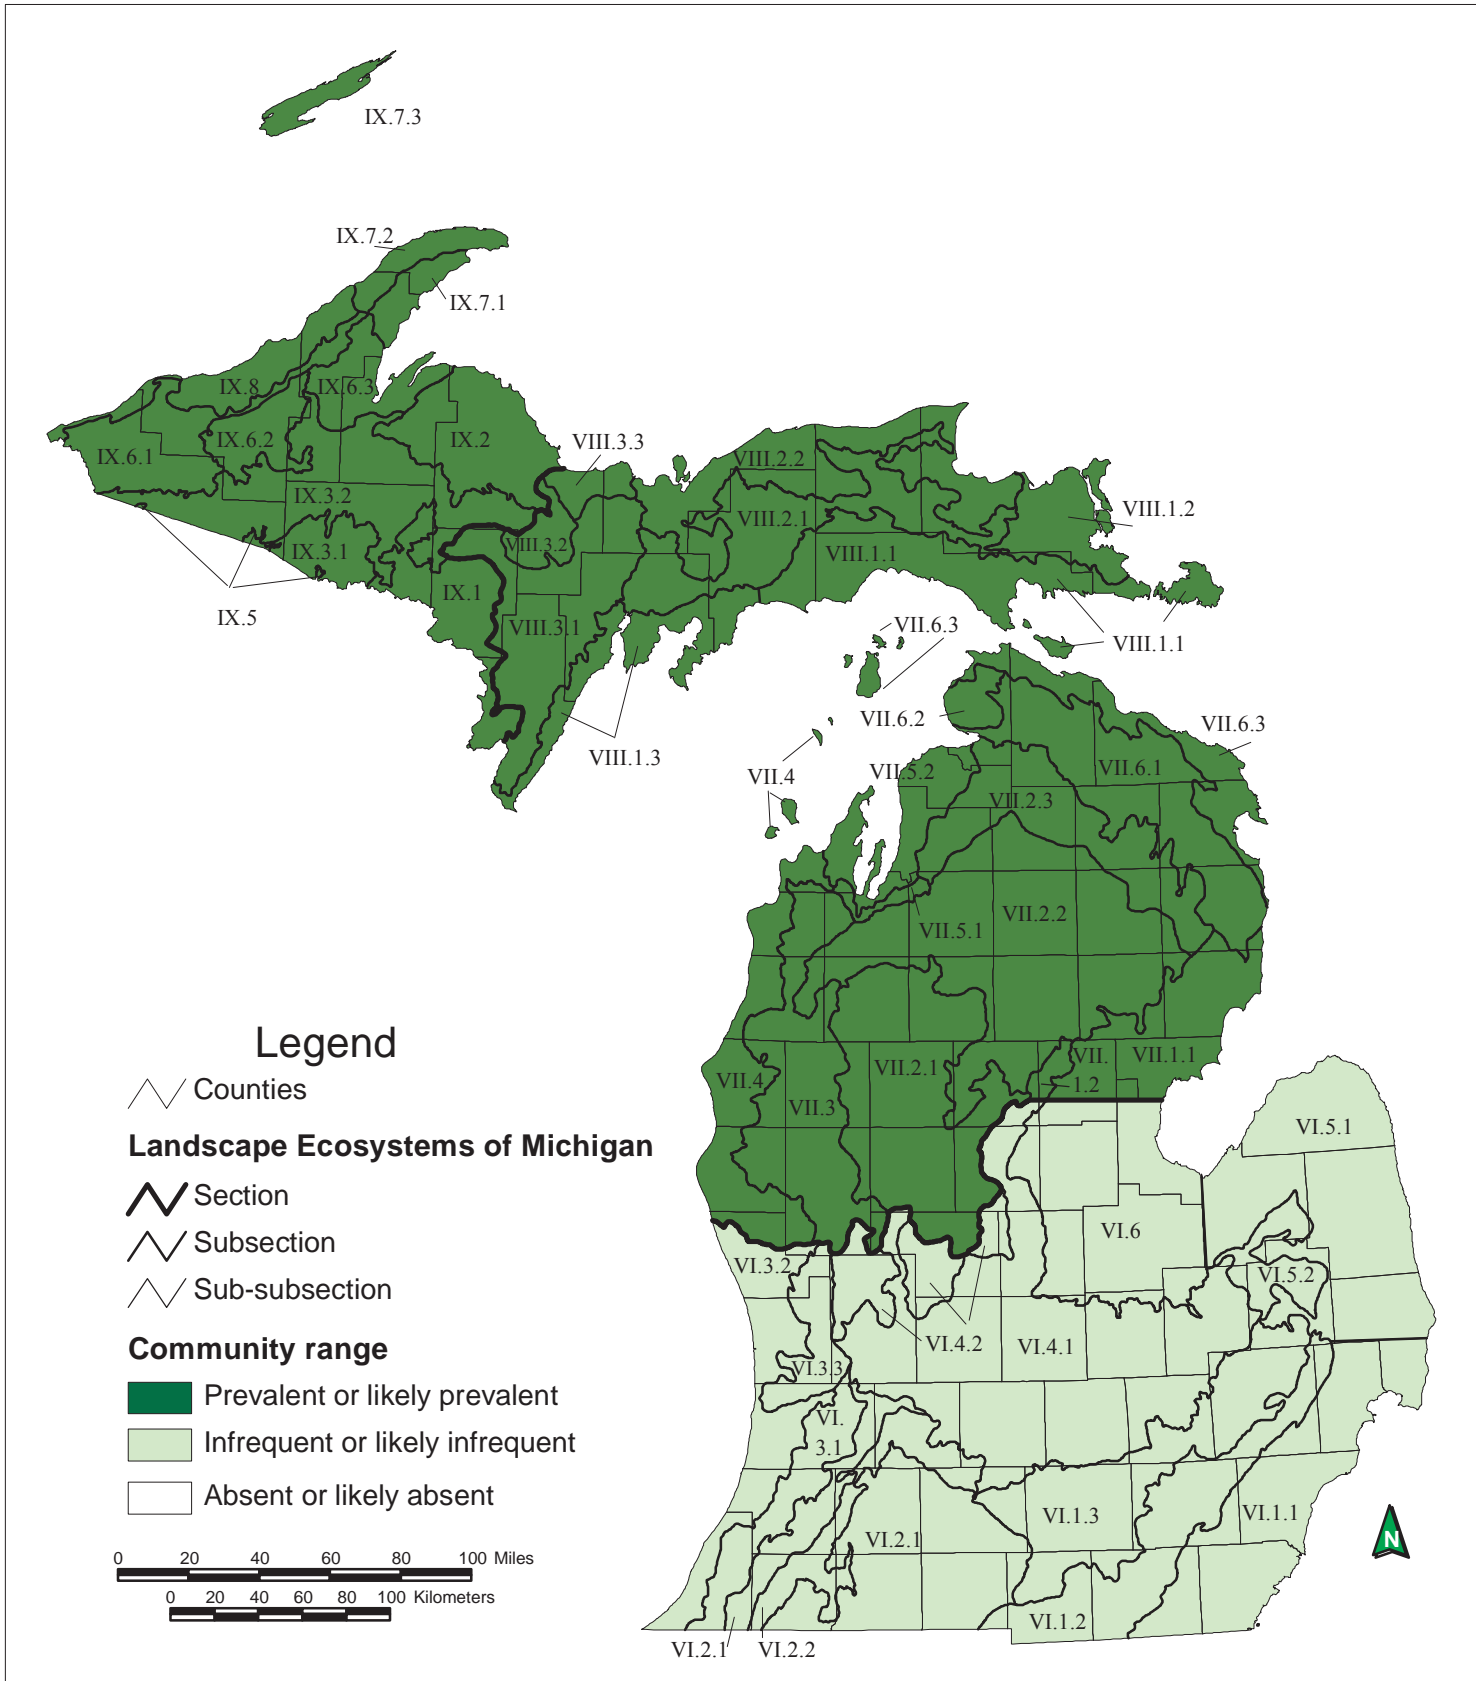 IX.7.3
IX.7.2
IX.7.1
IX.8
IX.6.3
IX.6.2
IX.2
IX.6.1
VIII.3.3
VIII.2.2
IX.3.2
VIII.2.1
VIII.1.2
IX.3.1
VIII.3.2
VIII.1.1
IX.1
IX.5
VIII.3.1
VII.6.3
VIII.1.1
VII.6.2
VII.6.3
VIII.1.3
VII.4
VII.5.2
VII.6.1
VII.2.3
VII.5.1
VII.2.2
VII.4
VII.3
VII.2.1
VII.
1.2
VII.1.1
VI.5.1
VI.6
VI.3.2
VI.5.2
VI.4.2
VI.4.1
VI.3.3
VI.
3.1
VI.2.1
VI.1.3
VI.1.1
VI.1.2
VI.2.1
VI.2.2
Legend
Counties
Landscape Ecosystems of Michigan
Section
Subsection
Sub-subsection
Community range
Prevalent or likely prevalent
Infrequent or likely infrequent
Absent or likely absent
0 20 40 60 80 100 Miles
0 20 40 60 80 100 Kilometers
N